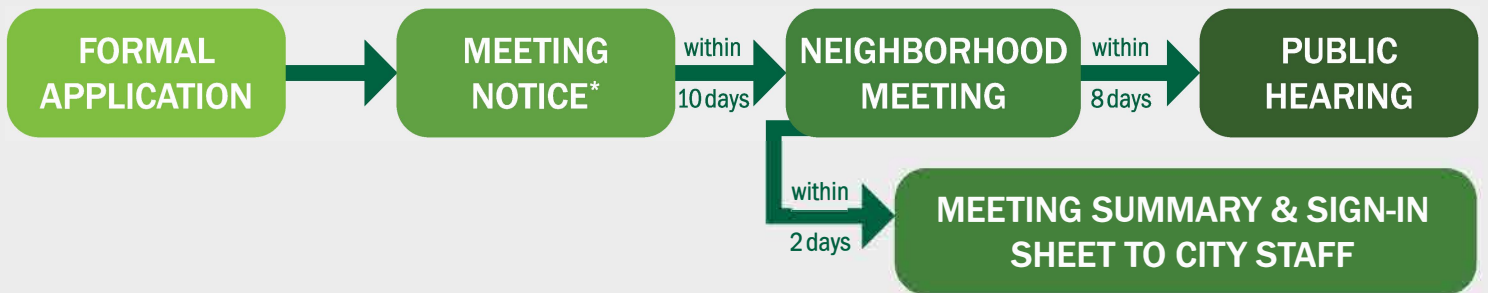 FORMAL
APPLICATION
MEETING
NOTICE*
within
10 days
NEIGHBORHOOD
MEETING
within
8 days
PUBLIC
HEARING
within
2 days
MEETING SUMMARY & SIGN-IN
SHEET TO CITY STAFF